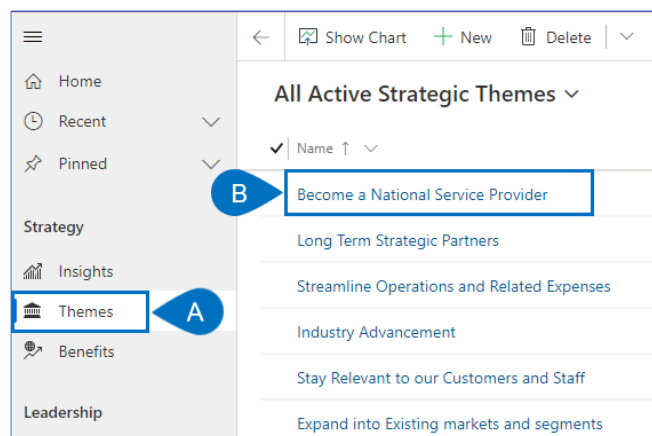 Show Chart New Delete
Home
All Active Strategic Themes
Recent
Name
Pinned
B
Become a National Service Provider
Strategy
Long Term Strategic Partners
Insights
Streamline Operations and Related Expenses
Themes
A
Industry Advancement
Benefits
Stay Relevant to our Customers and Staff
Leadership
Expand into Existing markets and segments